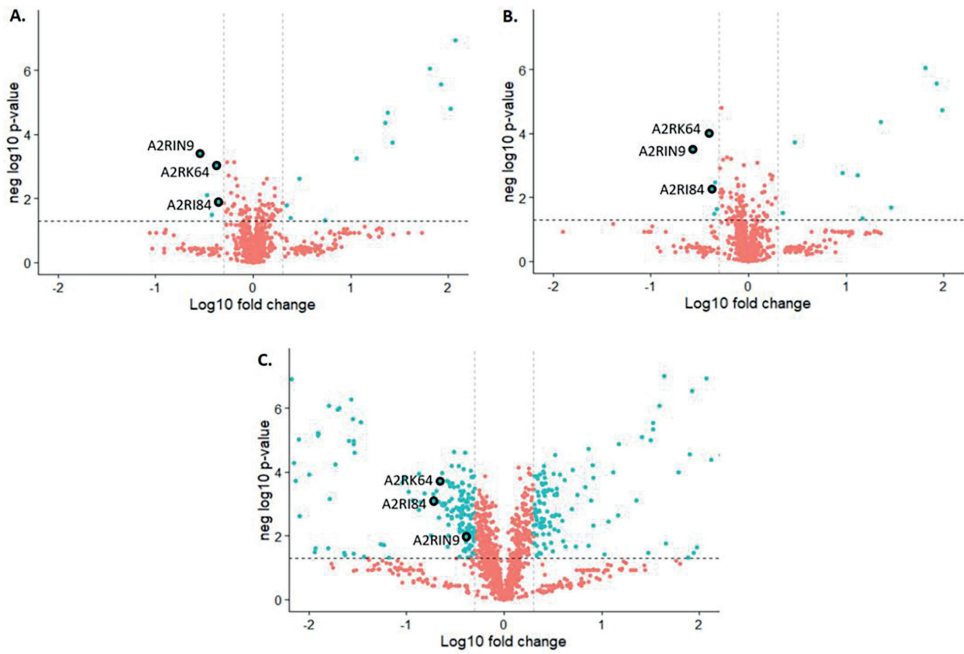 A.
neg log10 p-value
6
4
2
0
A2RIN9
A2RK64
A2RI84
-2 -1 0 1 2
Log10 fold change
B.
neg log10 p-value
6
4
2
0
A2RK64
A2RIN9
A2RI84
-2 -1 0 1 2
Log10 fold change
C.
neg log10 p-value
6
4
2
0
A2RK64
A2RI84
A2RIN9
-2 -1 0 1 2
Log10 fold change